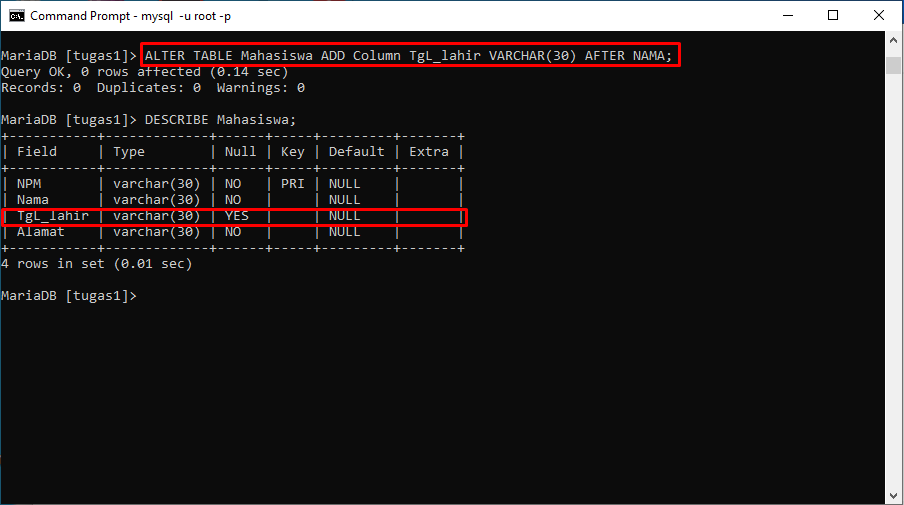 Command Prompt - mysql -u root -p
MariaDB [tugas1]> ALTER TABLE Mahasiswa ADD Column TgL_lahir VARCHAR(30) AFTER NAMA;
Query OK, 0 rows affected (0.14 sec)
Records: 0  Duplicates: 0  Warnings: 0
MariaDB [tugas1]> DESCRIBE Mahasiswa;
+-----------+-------------+------+-----+---------+-------+
| Field     | Type        | Null | Key | Default | Extra |
+-----------+-------------+------+-----+---------+-------+
| NPM       | varchar(30) | NO   | PRI | NULL    |       |
| Nama      | varchar(30) | NO   |     | NULL    |       |
| TgL_lahir | varchar(30) | YES  |     | NULL    |       |
| Alamat    | varchar(30) | NO   |     | NULL    |       |
+-----------+-------------+------+-----+---------+-------+
4 rows in set (0.01 sec)
MariaDB [tugas1]>